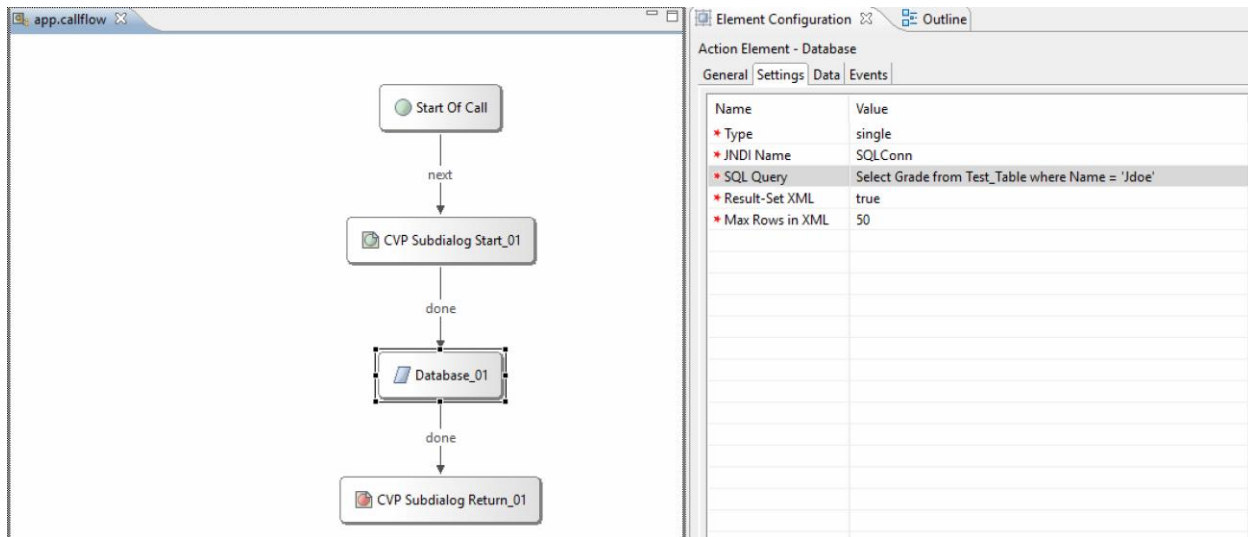 app.callflow
Start Of Call
next
CVP Subdialog Start_01
done
Database_01
done
CVP Subdialog Return_01
Element Configuration
Outline
Action Element - Database
General Settings Data Events
Name Value
* Type single
* JNDI Name SQLConn
* SQL Query Select Grade from Test_Table where Name = 'Jdoe'
* Result-Set XML true
* Max Rows in XML 50